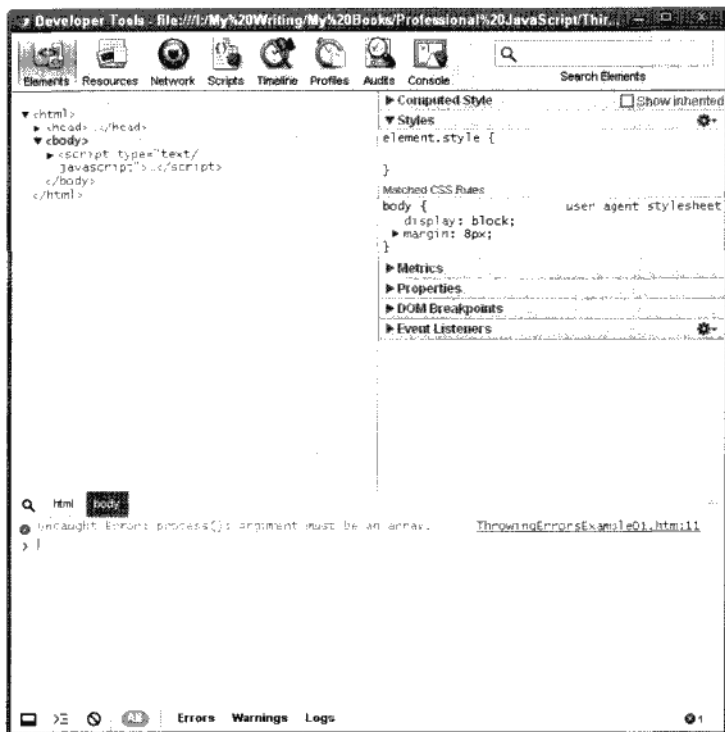 Developer Tools - file:///I:/My%20Writing/My%20Books/Professional%20JavaScript/Thir...
Elements Resources Network Scripts Timeline Profiles Audits Console Search Elements
▼<html>
▶<head>…</head>
▼<body>
▶<script type="text/
javascript">…</script>
</body>
</html>
▶Computed Style Show inherited
▼Styles
element.style {
}
Matched CSS Rules
body { user agent stylesheet
display: block;
▶margin: 8px;
}
▶Metrics
▶Properties
▶DOM Breakpoints
▶Event Listeners
html body
Uncaught Error: process(): Argument must be an array. ThrowingErrorsExample01.htm:11
>
All Errors Warnings Logs 1